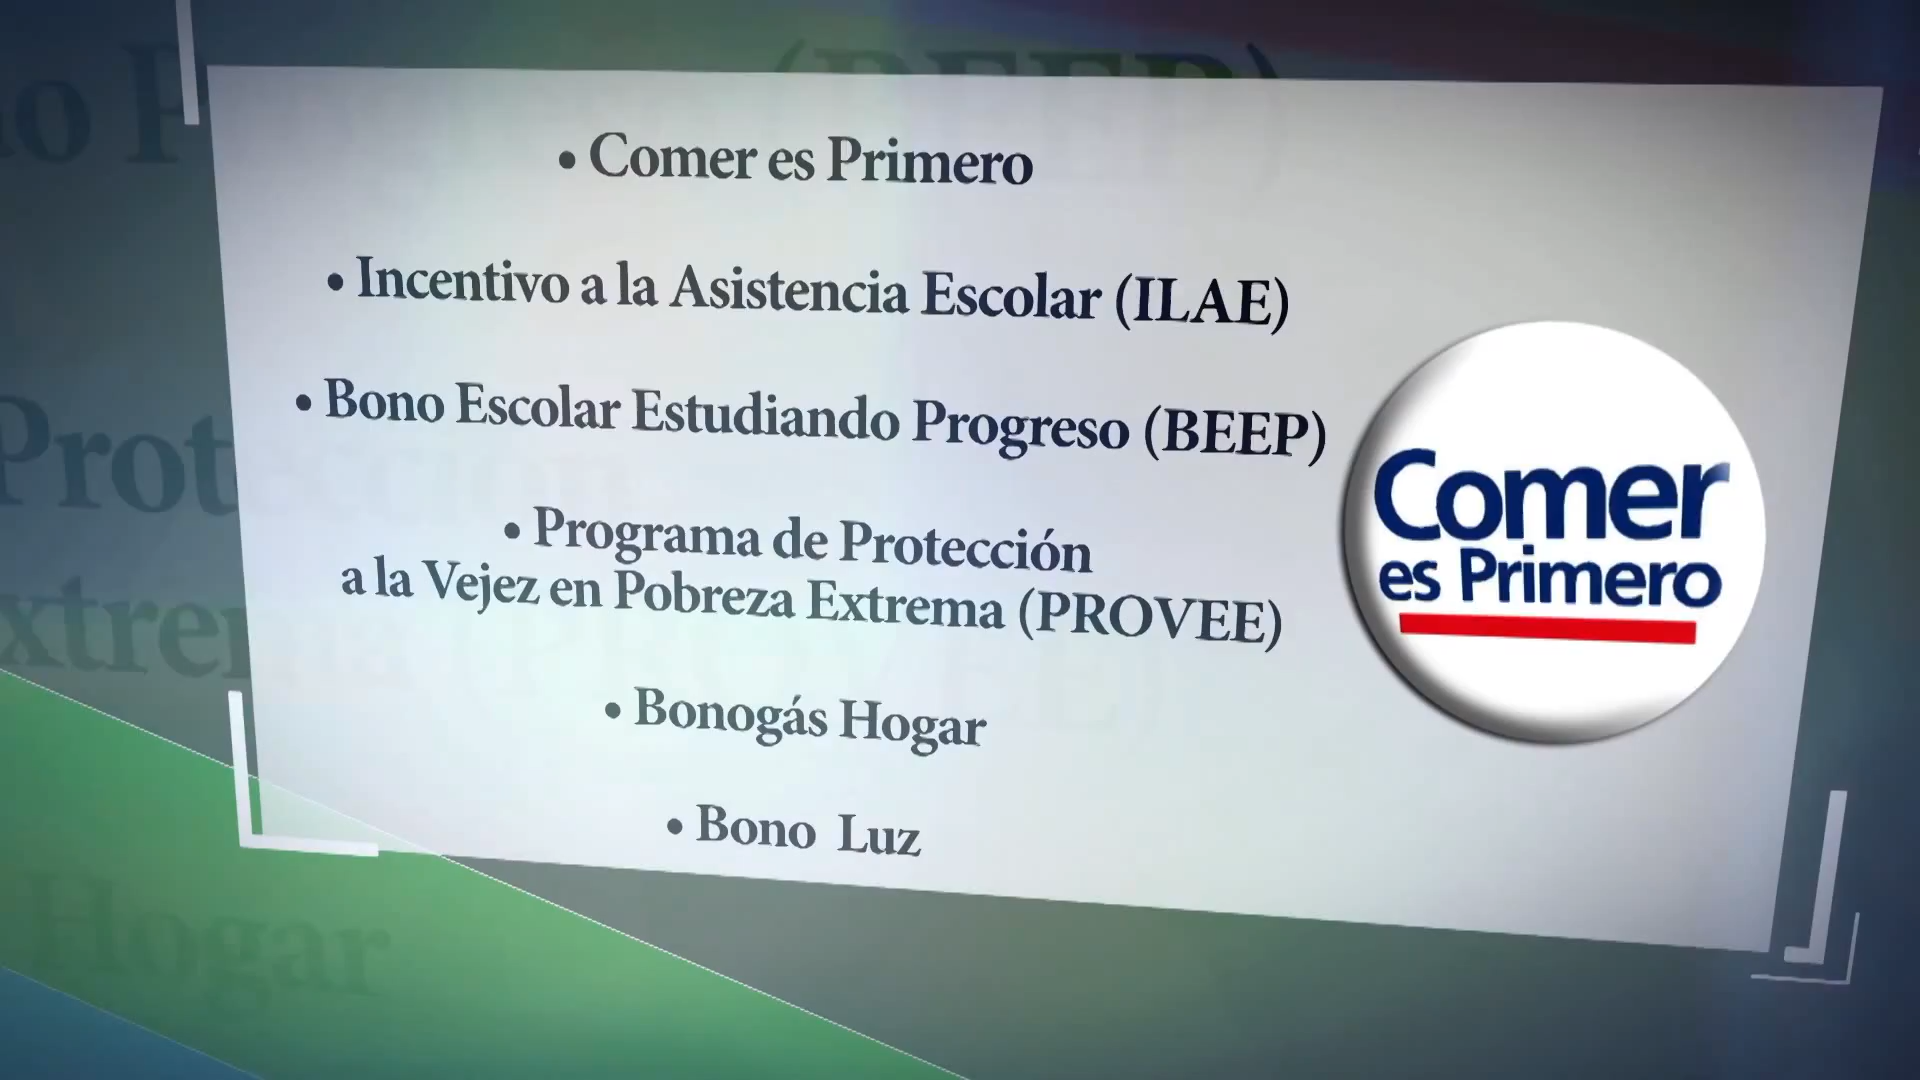 • Comer es Primero
• Incentivo a la Asistencia Escolar (ILAE)
• Bono Escolar Estudiando Progreso (BEEP)
• Programa de Protección
a la Vejez en Pobreza Extrema (PROVEE)
• Bonogás Hogar
• Bono Luz
Comer
es Primero